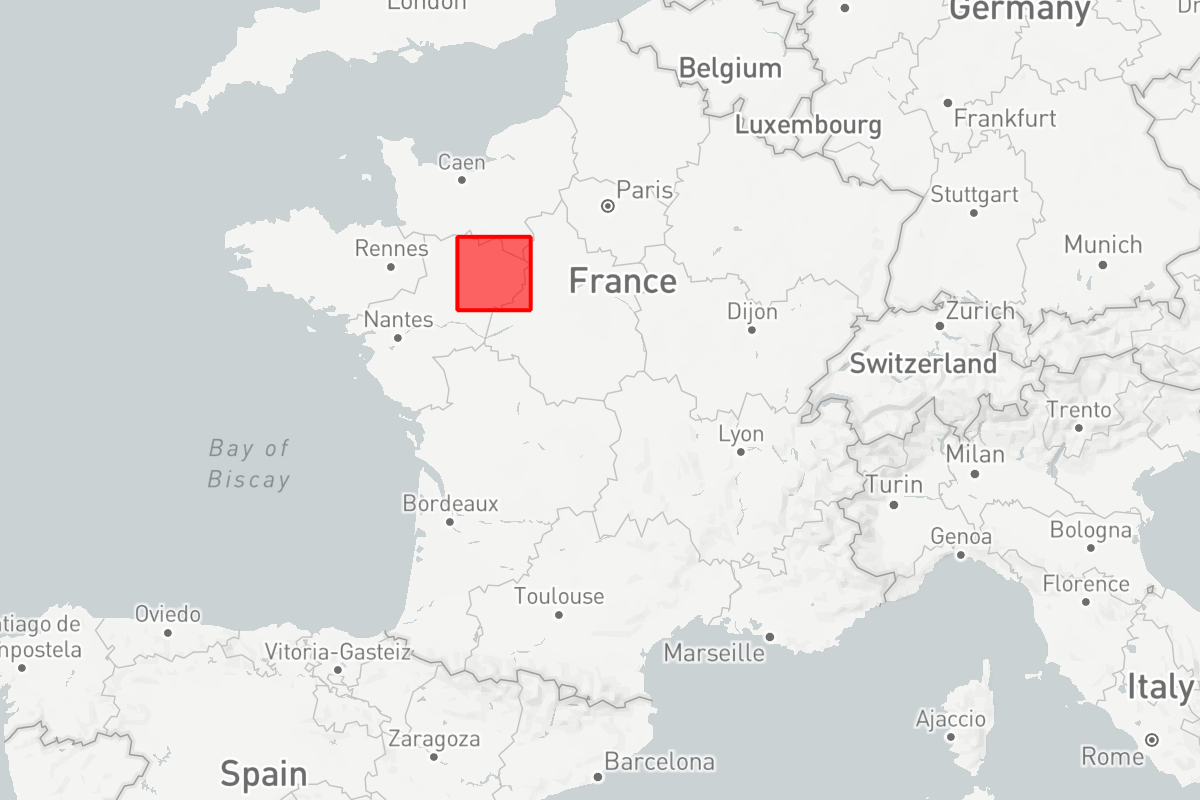 London
Germany
Dr
Belgium
Luxembourg
Frankfurt
Caen
Paris
Stuttgart
Rennes
Munich
France
Nantes
Dijon
Zurich
Switzerland
Trento
Lyon
Bay of
Biscay
Milan
Turin
Bordeaux
Genoa
Bologna
Toulouse
Florence
Oviedo
tiago de
npostela
Vitoria-Gasteiz
Marseille
Italy
Ajaccio
Zaragoza
Rome
Spain
Barcelona